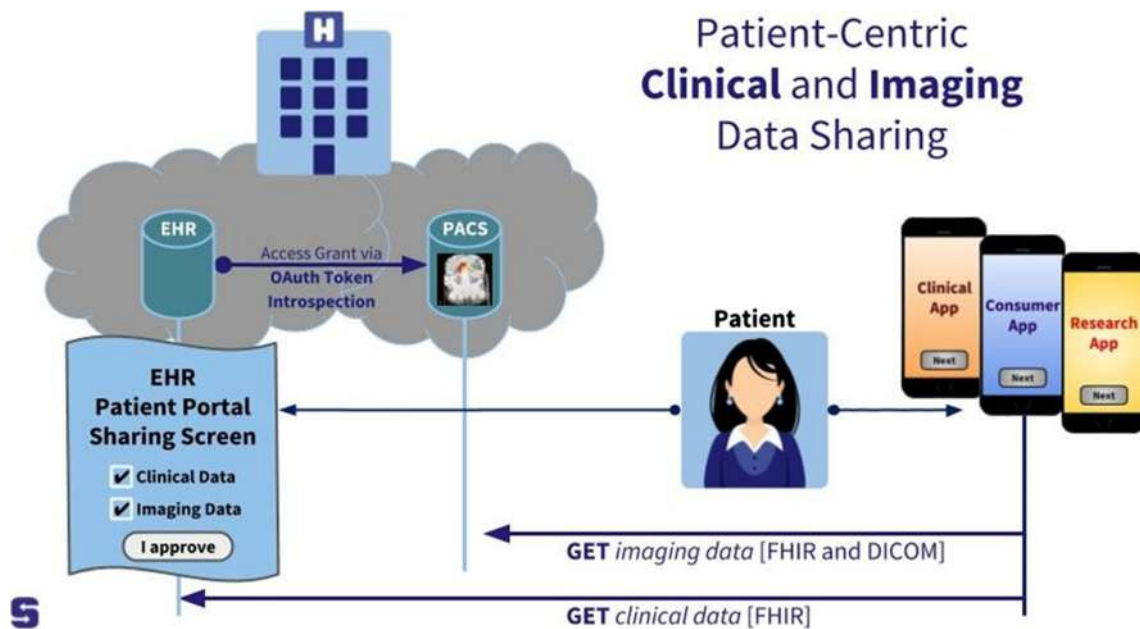 H
Patient-Centric
Clinical and Imaging
Data Sharing
EHR
PACS
Access Grant via
OAuth Token
Introspection
Clinical
App
Next
Consumer
App
Next
Research
App
Next
Patient
EHR
Patient Portal
Sharing Screen
Clinical Data
Imaging Data
I approve
GET imaging data [FHIR and DICOM]
GET clinical data [FHIR]
S